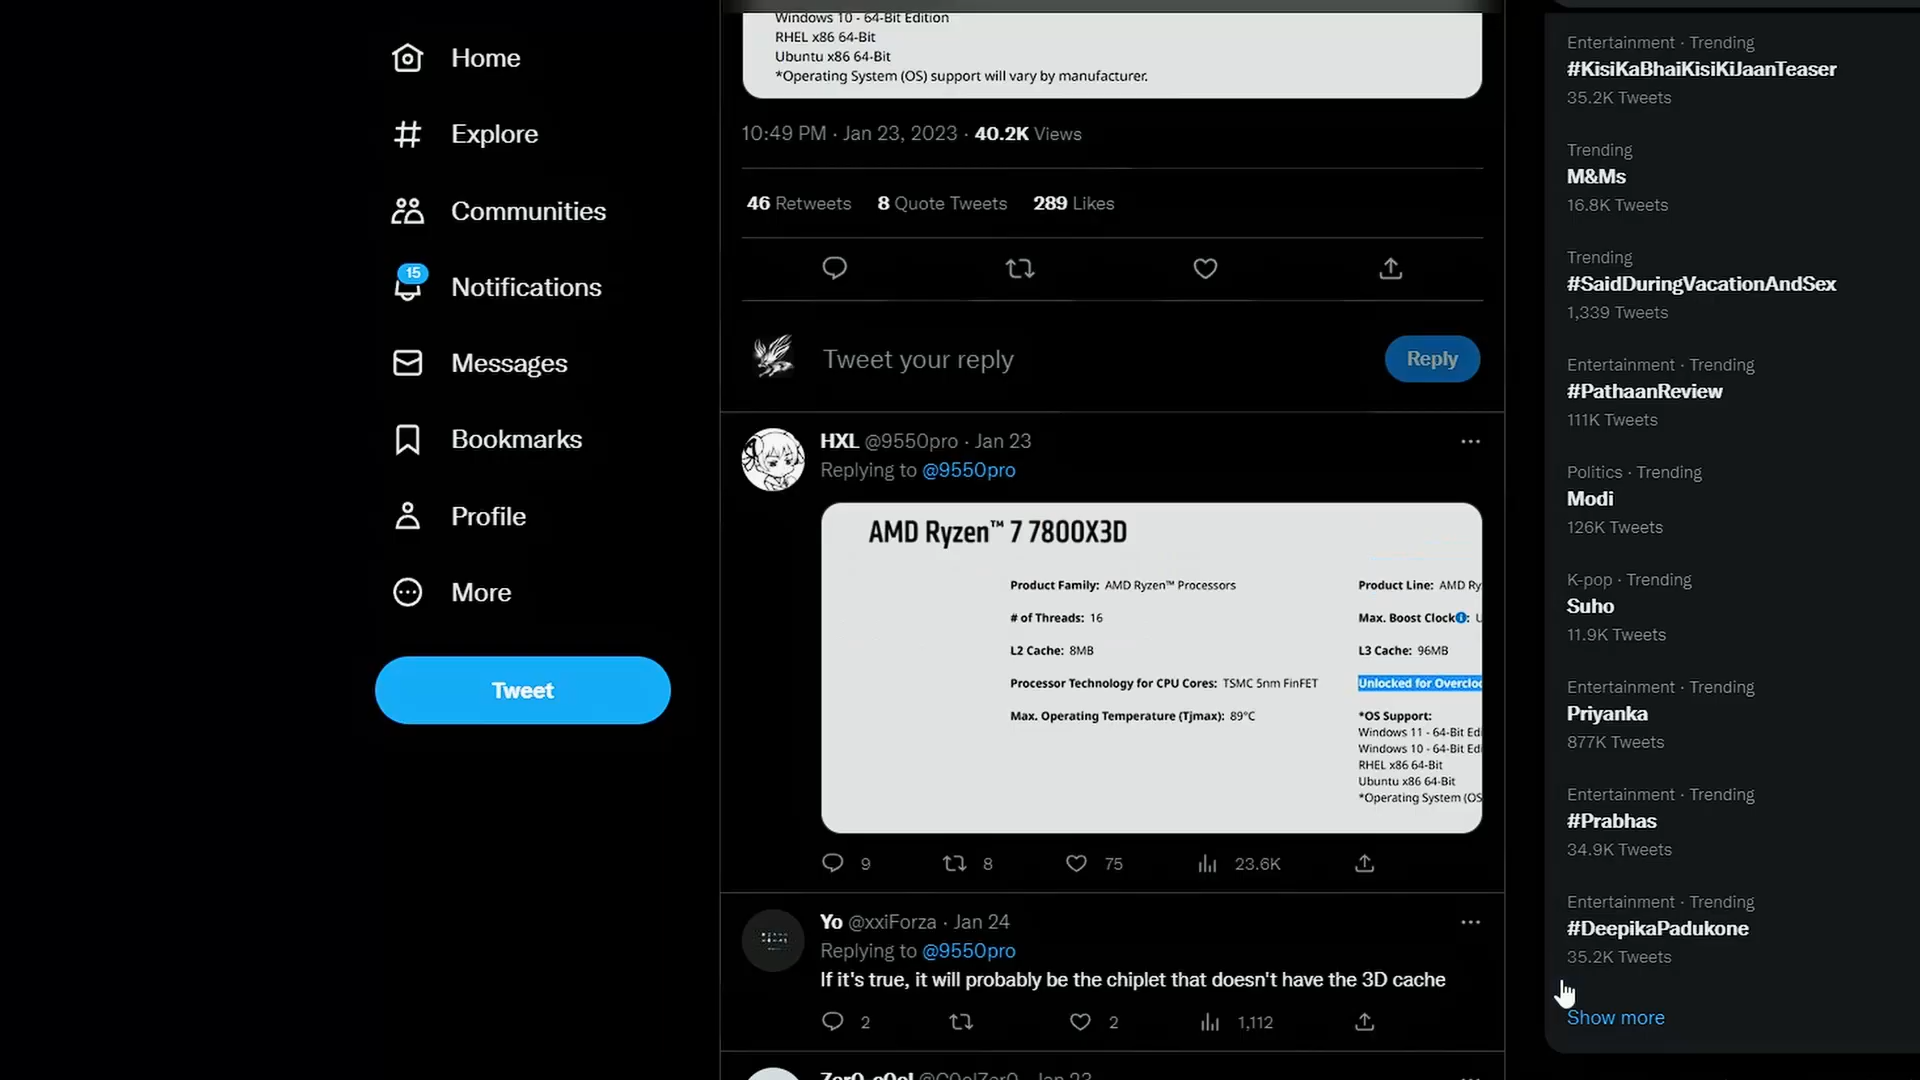 Home
Explore
Communities
15
Notifications
Messages
Bookmarks
Profile
More
Tweet
Windows 10 - 64-Bit Edition
RHEL x86 64-Bit
Ubuntu x86 64-Bit
*Operating System (OS) support will vary by manufacturer.
10:49 PM · Jan 23, 2023 · 40.2K Views
46 Retweets 8 Quote Tweets 289 Likes
Tweet your reply
Reply
HXL @9550pro · Jan 23
Replying to @9550pro
AMD Ryzen™ 7 7800X3D
Product Family: AMD Ryzen™ Processors
# of Threads: 16
L2 Cache: 8MB
Processor Technology for CPU Cores: TSMC 5nm FinFET
Max. Operating Temperature (Tjmax): 89°C
Product Line: AMD Ry
Max. Boost Clock : U
L3 Cache: 96MB
Unlocked for Overcloc
*OS Support:
Windows 11 - 64-Bit Edi
Windows 10 - 64-Bit Edi
RHEL x86 64-Bit
Ubuntu x86 64-Bit
*Operating System (OS
9 8 75 23.6K
Yo @xxiForza · Jan 24
Replying to @9550pro
If it's true, it will probably be the chiplet that doesn't have the 3D cache
2 2 1,112
Entertainment · Trending
#KisiKaBhaiKisiKiJaanTeaser
35.2K Tweets
Trending
M&Ms
16.8K Tweets
Trending
#SaidDuringVacationAndSex
1,339 Tweets
Entertainment · Trending
#PathaanReview
111K Tweets
Politics · Trending
Modi
126K Tweets
K-pop · Trending
Suho
11.9K Tweets
Entertainment · Trending
Priyanka
877K Tweets
Entertainment · Trending
#Prabhas
34.9K Tweets
Entertainment · Trending
#DeepikaPadukone
35.2K Tweets
Show more